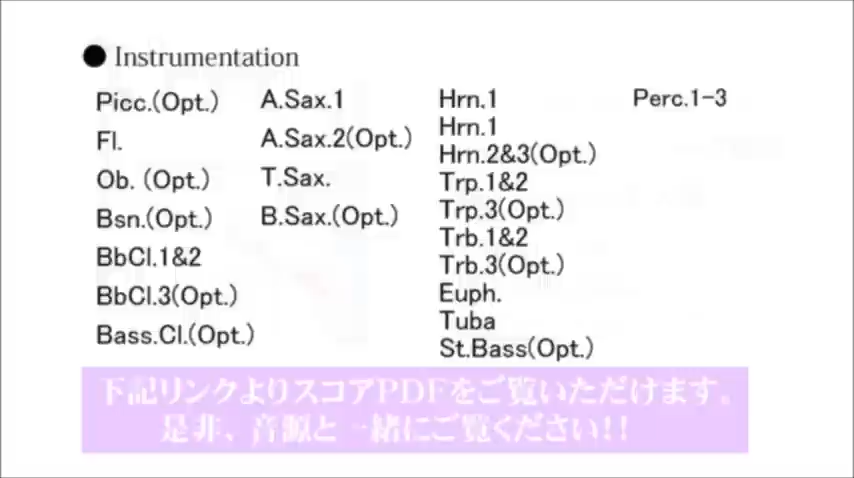 ● Instrumentation
Picc.(Opt.)
Fl.
Ob. (Opt.)
Bsn.(Opt.)
BbCl.1&2
BbCl.3(Opt.)
Bass.Cl.(Opt.)
A.Sax.1
A.Sax.2(Opt.)
T.Sax.
B.Sax.(Opt.)
Hrn.1
Hrn.1
Hrn.2&3(Opt.)
Trp.1&2
Trp.3(Opt.)
Trb.1&2
Trb.3(Opt.)
Euph.
Tuba
St.Bass(Opt.)
Perc.1-3
下記リンクよりスコアPDFをご覧いただけます。
是非、音源と一緒にご覧ください!!